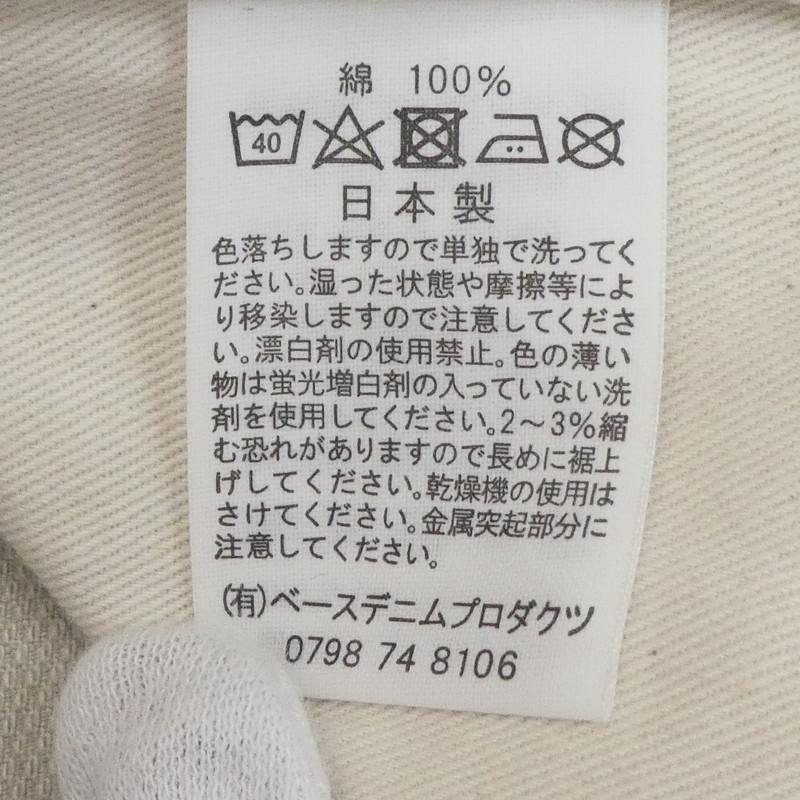 綿 100%
40
日本製
色落ちしますので単独で洗ってく
ださい。湿った状態や摩擦等によ
り移染しますので注意してくださ
い。漂白剤の使用禁止。色の薄い
物は蛍光増白剤の入っていない洗
剤を使用してください。2～3%縮
む恐れがありますので長めに裾上
げしてください。乾燥機の使用は
さけてください。金属突起部分に
注意してください。
(有)ベースデニムプロダクツ
0798 74 8106